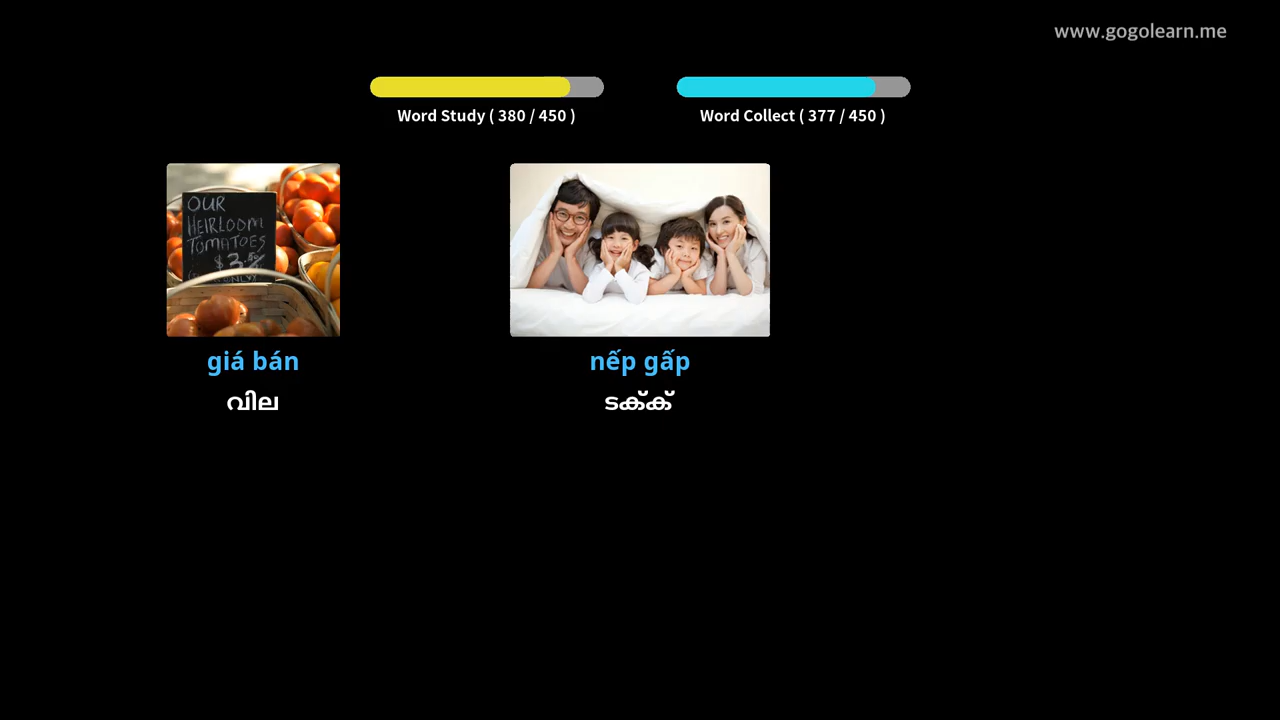 www.gogolearn.me
Word Study ( 380 / 450 )
Word Collect ( 377 / 450 )
OUR
HEIRLOOM
TOMATOES
giá bán
nếp gấp
വില
ടക്ക്